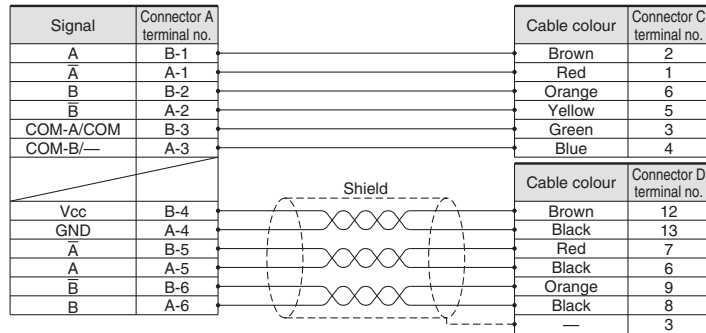 Signal Connector A terminal no.
A B-1
A̅ A-1
B B-2
B̅ A-2
COM-A/COM B-3
COM-B/— A-3
Vcc B-4
GND A-4
A̅ B-5
A A-5
B̅ B-6
B A-6
Shield
Cable colour Connector C terminal no.
Brown 2
Red 1
Orange 6
Yellow 5
Green 3
Blue 4
Cable colour Connector D terminal no.
Brown 12
Black 13
Red 7
Black 6
Orange 9
Black 8
— 3